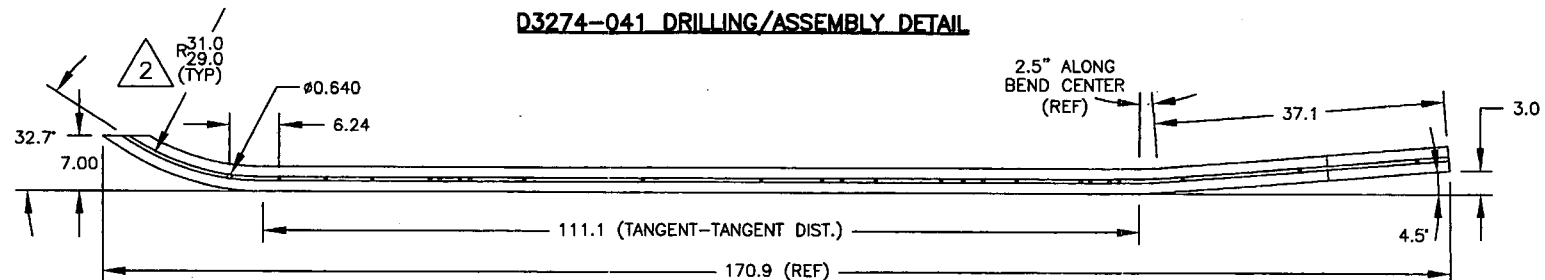 D3274-041 DRILLING/ASSEMBLY DETAIL
2
R31.0
29.0
(TYP)
ø0.640
2.5" ALONG
BEND CENTER
(REF)
37.1
3.0
32.7°
6.24
7.00
111.1 (TANGENT-TANGENT DIST.)
4.5°
170.9 (REF)